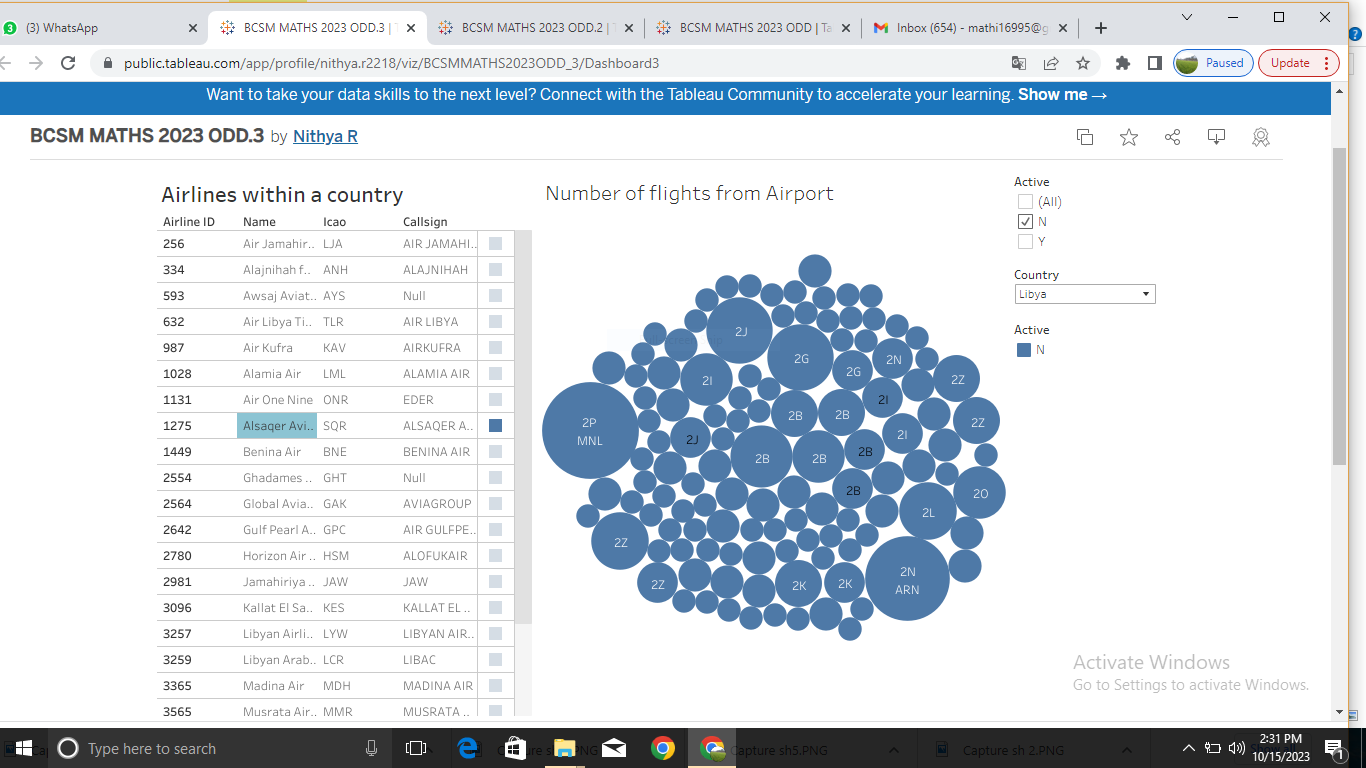 (3) WhatsApp
BCSM MATHS 2023 ODD.3 | T
BCSM MATHS 2023 ODD.2 | T
BCSM MATHS 2023 ODD | Ta
Inbox (654) - mathi16995@g
public.tableau.com/app/profile/nithya.r2218/viz/BCSMMATHS2023ODD_3/Dashboard3
Paused
Update
Want to take your data skills to the next level? Connect with the Tableau Community to accelerate your learning. Show me →
BCSM MATHS 2023 ODD.3 by Nithya R
Airlines within a country
Airline ID Name Icao Callsign
256 Air Jamahir.. LJA AIR JAMAHI..
334 Alajnihah f.. ANH ALAJNIHAH
593 Awsaj Aviat.. AYS Null
632 Air Libya Ti.. TLR AIR LIBYA
987 Air Kufra KAV AIRKUFRA
1028 Alamia Air LML ALAMIA AIR
1131 Air One Nine ONR EDER
1275 Alsaqer Avi.. SQR ALSAQER A..
1449 Benina Air BNE BENINA AIR
2554 Ghadames .. GHT Null
2564 Global Avia.. GAK AVIAGROUP
2642 Gulf Pearl A.. GPC AIR GULFPE..
2780 Horizon Air .. HSM ALOFUKAIR
2981 Jamahiriya .. JAW JAW
3096 Kallat El Sa.. KES KALLAT EL ..
3257 Libyan Airli.. LYW LIBYAN AIR..
3259 Libyan Arab.. LCR LIBAC
3365 Madina Air MDH MADINA AIR
3565 Musrata Air.. MMR MUSRATA ..
Number of flights from Airport
2J
2G
2G
2N
2Z
2I
2I
2P
MNL
2B
2B
2Z
2J
2I
2B
2B
2B
2B
2O
2L
2Z
2Z
2K
2K
2N
ARN
Active
(All)
N
Y
Country
Libya
Active
N
Activate Windows
Go to Settings to activate Windows.
Type here to search
Capture sh5.PNG
Capture sh 2.PNG
2:31 PM
10/15/2023
1